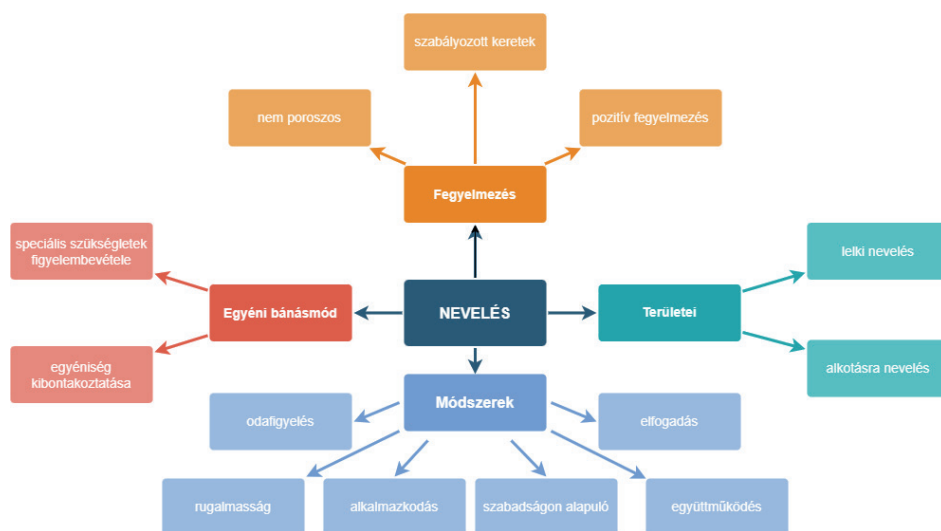 szabályozott keretek
nem poroszos
pozitív fegyelmezés
Fegyelmezés
speciális szükségletek
figyelembevétele
lelki nevelés
Egyéni bánásmód
NEVELÉS
Területei
egyéniség
kibontakoztatása
alkotásra nevelés
Módszerek
odafigyelés
elfogadás
rugalmasság
alkalmazkodás
szabadságon alapuló
együttműködés